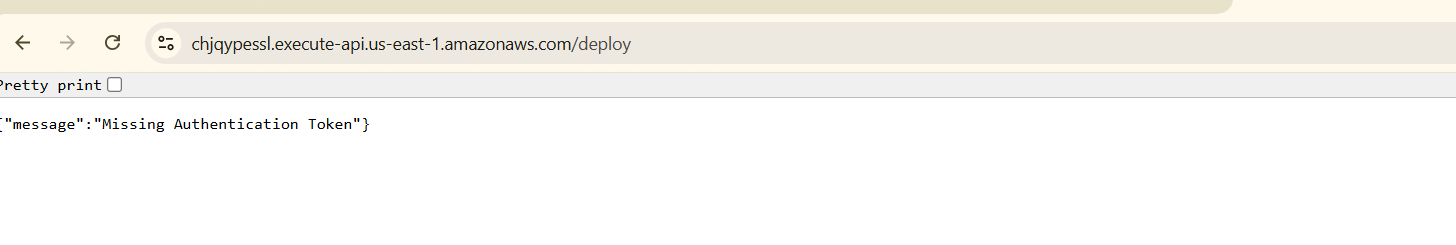 chjqypessl.execute-api.us-east-1.amazonaws.com/deploy
Pretty print
{"message":"Missing Authentication Token"}